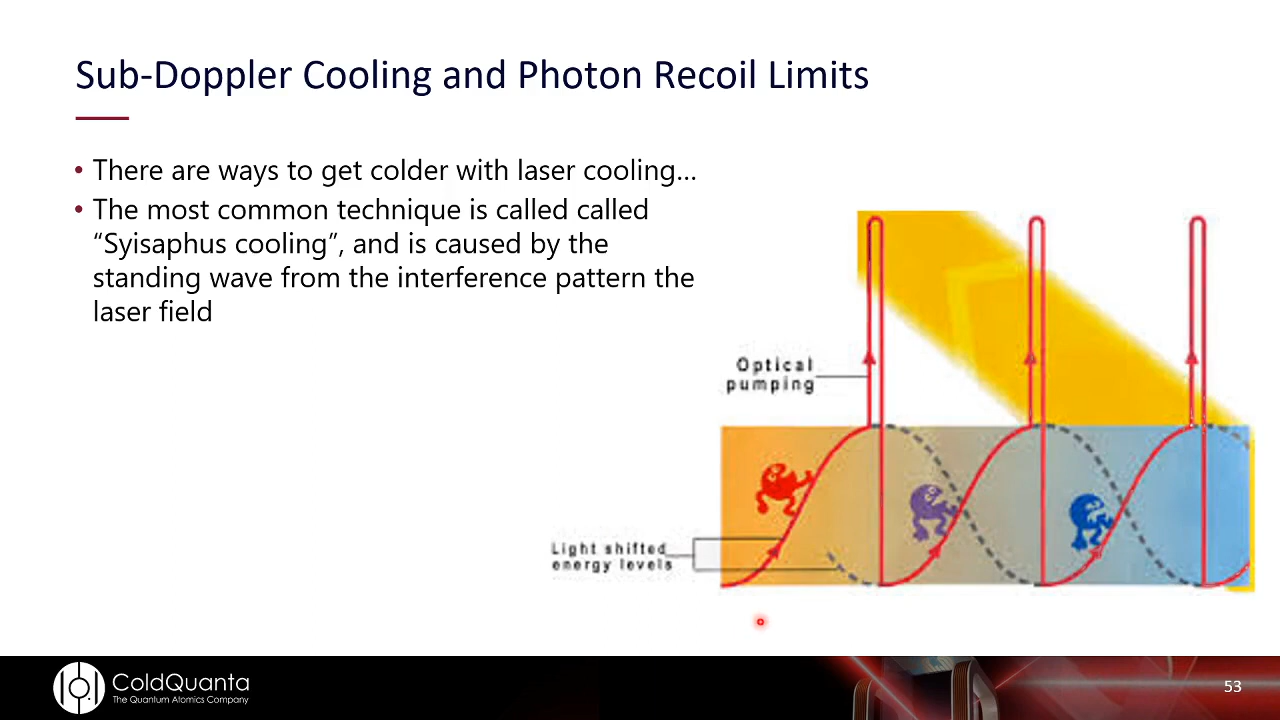 Sub-Doppler Cooling and Photon Recoil Limits
• There are ways to get colder with laser cooling...
• The most common technique is called called
“Syisaphus cooling”, and is caused by the
standing wave from the interference pattern the
laser field
Optical
pumping
Light shifted
energy levels
ColdQuanta
The Quantum Atomics Company
53